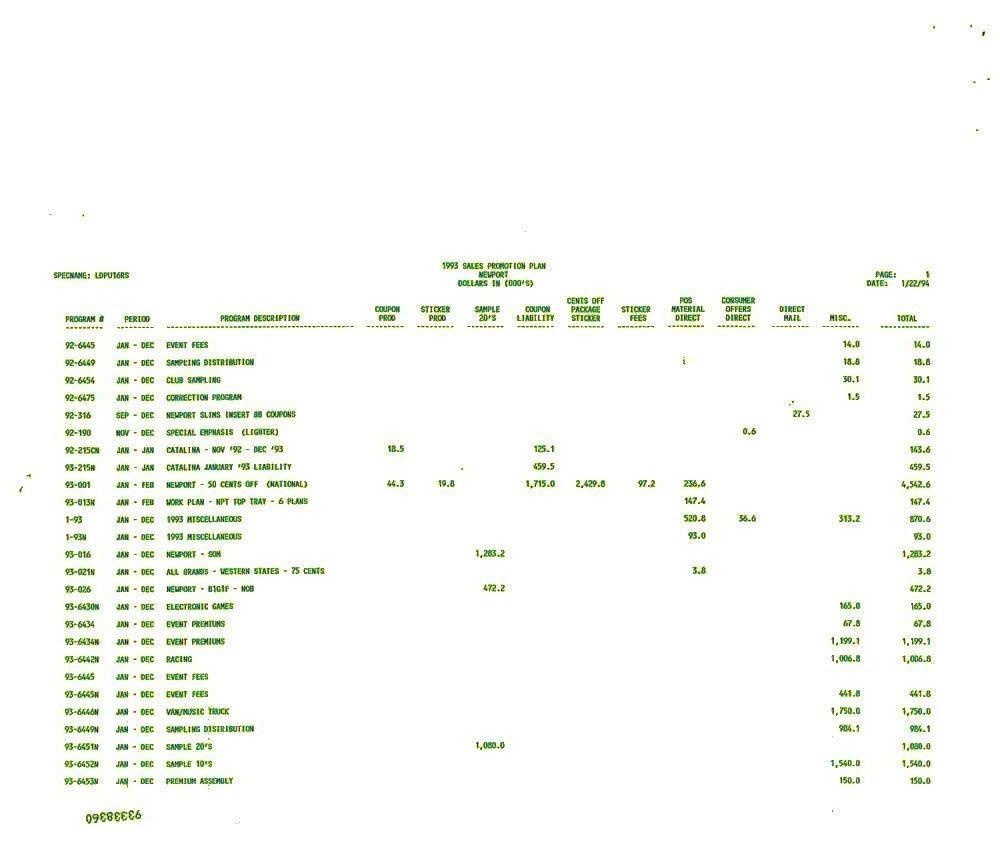 1993 SALES PROMOTION PLAN
SPECNAME: LDPU16RS NEWPORT PAGE: 1
DOLLARS IN (000'S) DATE: 1/22/94
CENTS OFF POS CONSUMER
COUPON STICKER SAMPLE COUPON PACKAGE STICKER MATERIAL OFFERS DIRECT
PROGRAM # PERIOD PROGRAM DESCRIPTION PROD PROD 20'S LIABILITY STICKER FEES DIRECT DIRECT MAIL MISC. TOTAL
92-6445 JAN - DEC EVENT FEES 14.0 14.0
92-6449 JAN - DEC SAMPLING DISTRIBUTION 18.8 18.8
92-6454 JAN - DEC CLUB SAMPLING 30.1 30.1
92-6475 JAN - DEC CORRECTION PROGRAM 1.5 1.5
92-316 SEP - DEC NEWPORT SLIMS INSERT BB COUPONS 27.5 27.5
92-190 NOV - DEC SPECIAL EMPHASIS (LIGHTER) 0.6 0.6
92-215CN JAN - JAN CATALINA - NOV '92 - DEC '93 18.5 125.1 143.6
93-215N JAN - JAN CATALINA JANUARY '93 LIABILITY 459.5 459.5
93-001 JAN - FEB NEWPORT - 50 CENTS OFF (NATIONAL) 44.3 19.8 1,715.0 2,429.8 97.2 236.6 4,542.6
93-013N JAN - FEB WORK PLAN - NPT TOP TRAY - 6 PLANS 147.4 147.4
1-93 JAN - DEC 1993 MISCELLANEOUS 520.8 36.6 313.2 870.6
1-93N JAN - DEC 1993 MISCELLANEOUS 93.0 93.0
93-016 JAN - DEC NEWPORT - SOM 1,283.2 1,283.2
93-021N JAN - DEC ALL BRANDS - WESTERN STATES - 75 CENTS 3.8 3.8
93-026 JAN - DEC NEWPORT - B1G1F - NOB 472.2 472.2
93-6430N JAN - DEC ELECTRONIC GAMES 165.0 165.0
93-6434 JAN - DEC EVENT PREMIUMS 67.8 67.8
93-6434N JAN - DEC EVENT PREMIUMS 1,199.1 1,199.1
93-6442N JAN - DEC RACING 1,006.8 1,006.8
93-6445 JAN - DEC EVENT FEES
93-6445N JAN - DEC EVENT FEES 441.8 441.8
93-6446N JAN - DEC VAN/MUSIC TRUCK 1,750.0 1,750.0
93-6449N JAN - DEC SAMPLING DISTRIBUTION 984.1 984.1
93-6451N JAN - DEC SAMPLE 20'S 1,080.0 1,080.0
93-6452N JAN - DEC SAMPLE 10'S 1,540.0 1,540.0
93-6453N JAN - DEC PREMIUM ASSEMBLY 150.0 150.0
93338360